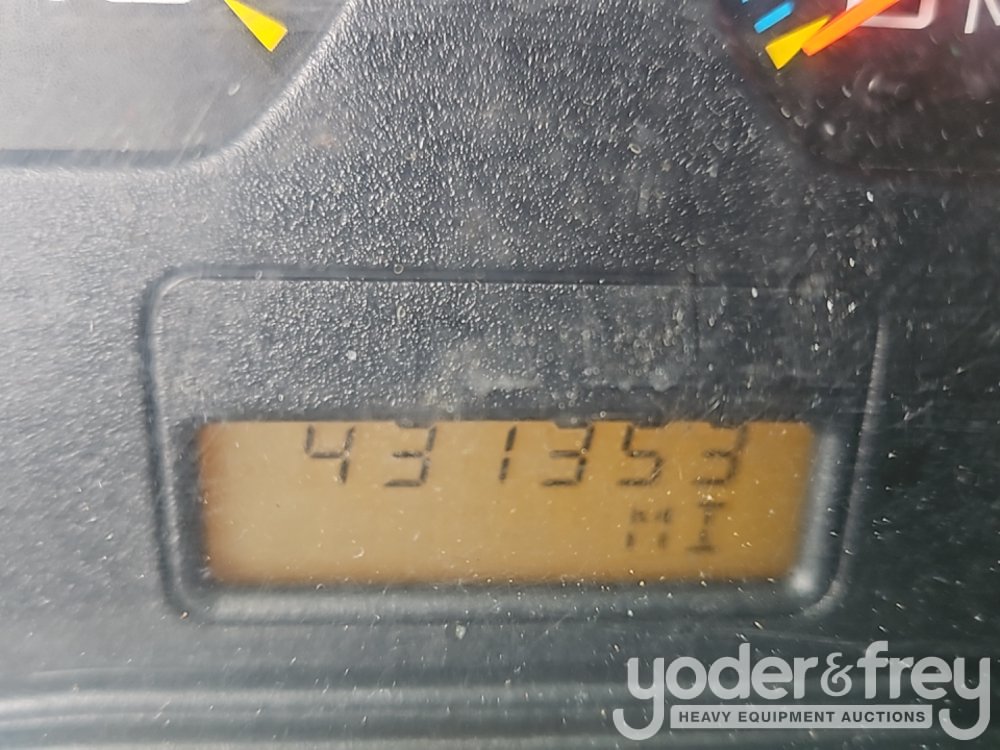 431353
MI
yoder&frey
HEAVY EQUIPMENT AUCTIONS